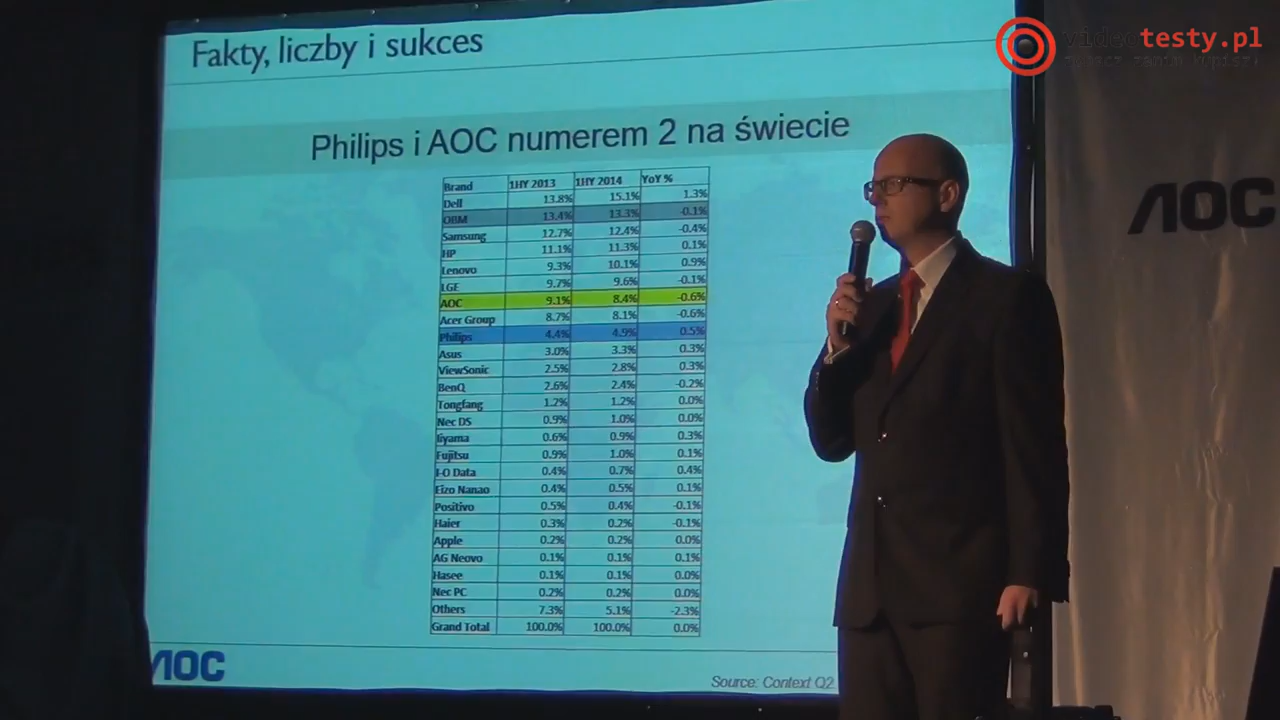 Fakty, liczby i sukces
videotesty.pl
Philips i AOC numerem 2 na świecie
Brand 1HY 2013 1HY 2014 YoY %
Dell 13.8% 15.1% 1.3%
OBM 13.4% 13.3% -0.1%
Samsung 12.7% 12.4% -0.4%
HP 11.1% 11.3% 0.1%
Lenovo 9.3% 10.1% 0.9%
LGE 9.7% 9.6% -0.1%
AOC 9.1% 8.4% -0.6%
Acer Group 8.7% 8.1% -0.6%
Philips 4.4% 4.9% 0.5%
Asus 3.0% 3.3% 0.3%
ViewSonic 2.5% 2.8% 0.3%
BenQ 2.6% 2.4% -0.2%
Tongfang 1.2% 1.2% 0.0%
Nec DS 0.9% 1.0% 0.0%
Iiyama 0.6% 0.9% 0.3%
Fujitsu 0.9% 1.0% 0.1%
I-O Data 0.4% 0.7% 0.4%
Eizo Nanao 0.4% 0.5% 0.1%
Positivo 0.5% 0.4% -0.1%
Haier 0.3% 0.2% -0.1%
Apple 0.2% 0.2% 0.0%
AG Neovo 0.1% 0.1% 0.1%
Hasee 0.1% 0.1% 0.0%
Nec PC 0.2% 0.2% 0.0%
Others 7.3% 5.1% -2.3%
Grand Total 100.0% 100.0% 0.0%
AOC
Source: Context Q2
AOC